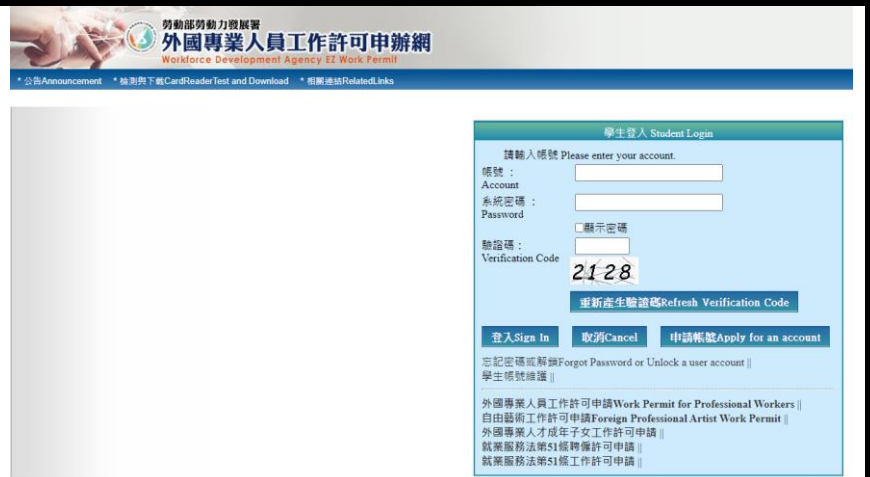 勞動部勞動力發展署
外國專業人員工作許可申辦網
Workforce Development Agency EZ Work Permit
* 公告Announcement * 檢測與下載CardReaderTest and Download * 相關連結RelatedLinks
學生登入 Student Login
請輸入帳號 Please enter your account.
帳號 :
Account
系統密碼 :
Password
顯示密碼
驗證碼 :
Verification Code
2128
重新產生驗證碼Refresh Verification Code
登入Sign In 取消Cancel 申請帳號Apply for an account
忘記密碼或解鎖Forgot Password or Unlock a user account ||
學生帳號維護 ||
外國專業人員工作許可申請Work Permit for Professional Workers ||
自由藝術工作許可申請Foreign Professional Artist Work Permit ||
外國專業人才成年子女工作許可申請 ||
就業服務法第51條聘僱許可申請 ||
就業服務法第51條工作許可申請 ||